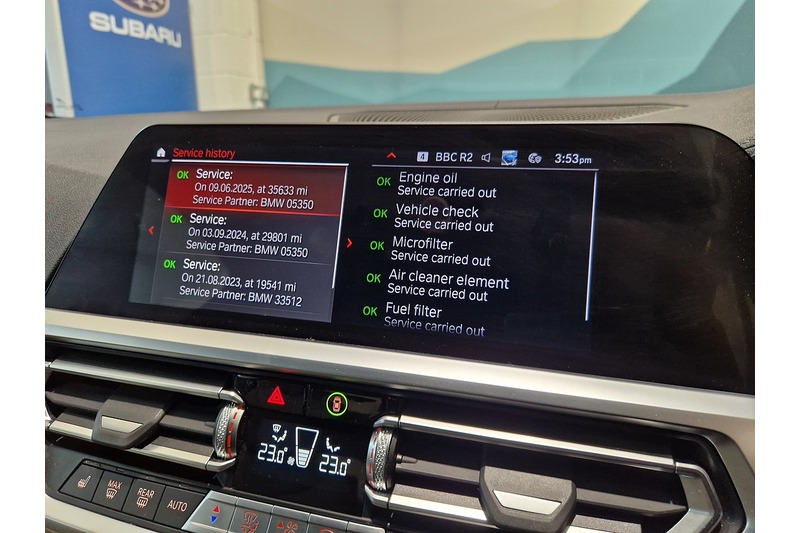 SUBARU
Service history
4 BBC R2 3:53pm
OK Service:
On 09.06.2025, at 35633 mi
Service Partner: BMW 05350
OK Service:
On 03.09.2024, at 29801 mi
Service Partner: BMW 05350
OK Service:
On 21.08.2023, at 19541 mi
Service Partner: BMW 33512
OK Engine oil
Service carried out
OK Vehicle check
Service carried out
OK Microfilter
Service carried out
OK Air cleaner element
Service carried out
OK Fuel filter
Service carried out
23.0° 23.0°
MAX
REAR
AUTO